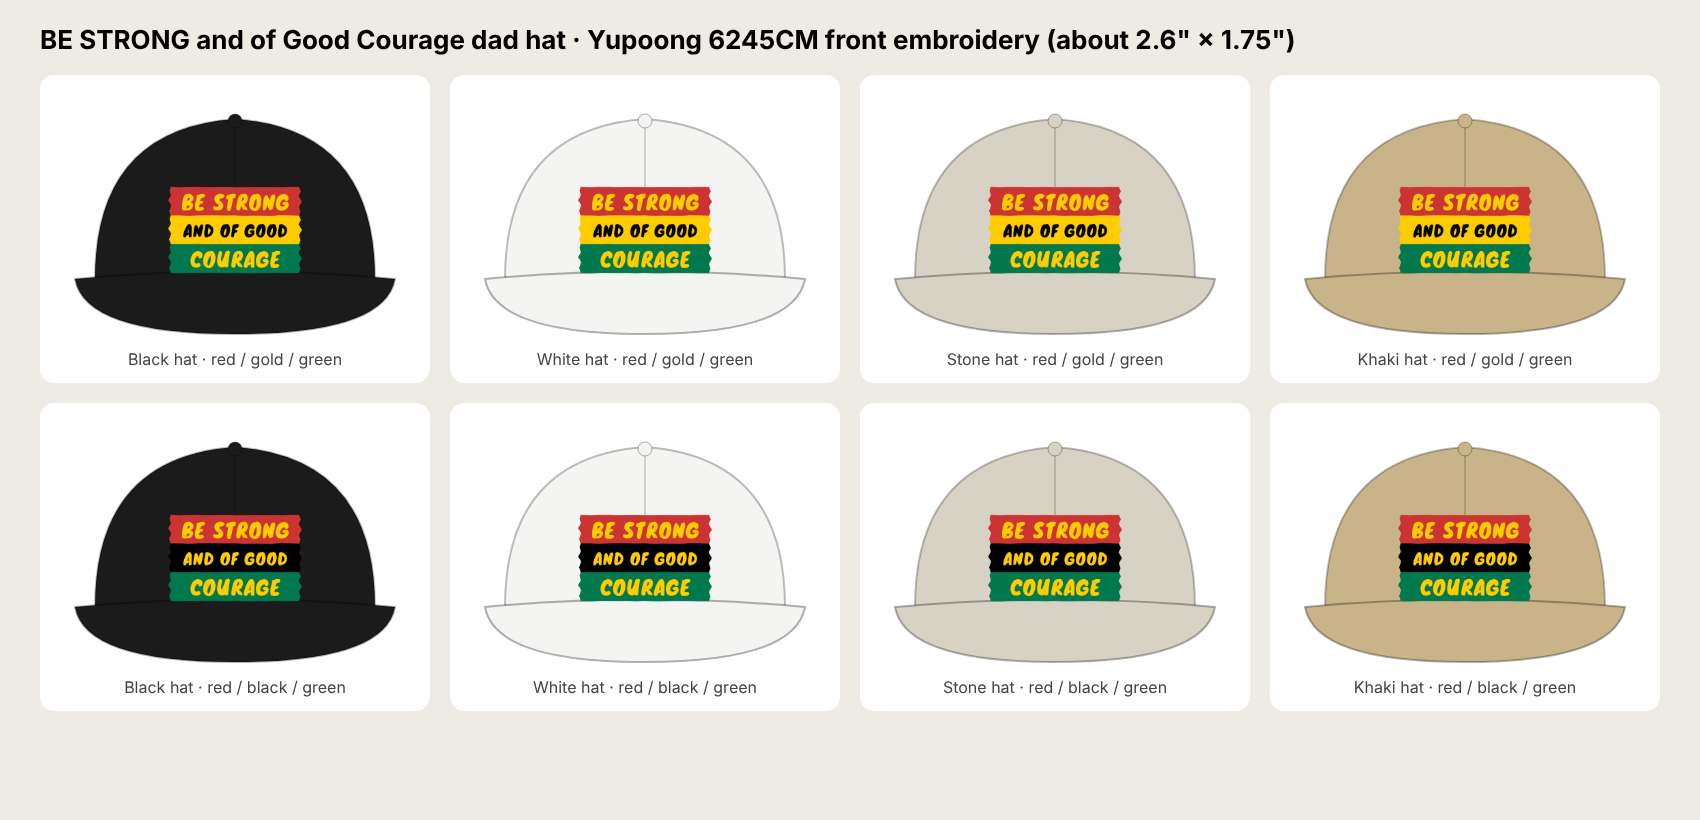 BE STRONG and of Good Courage dad hat · Yupoong 6245CM front embroidery (about 2.6" × 1.75")
BE STRONG
AND OF GOOD
COURAGE
Black hat · red / gold / green
BE STRONG
AND OF GOOD
COURAGE
White hat · red / gold / green
BE STRONG
AND OF GOOD
COURAGE
Stone hat · red / gold / green
BE STRONG
AND OF GOOD
COURAGE
Khaki hat · red / gold / green
BE STRONG
AND OF GOOD
COURAGE
Black hat · red / black / green
BE STRONG
AND OF GOOD
COURAGE
White hat · red / black / green
BE STRONG
AND OF GOOD
COURAGE
Stone hat · red / black / green
BE STRONG
AND OF GOOD
COURAGE
Khaki hat · red / black / green